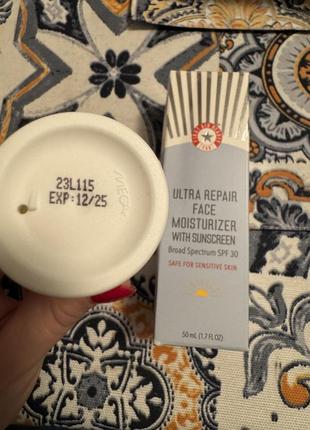 23L115
EXP:12/25
ULTRA REPAIR
FACE
MOISTURIZER
WITH SUNSCREEN
Broad Spectrum SPF 30
SAFE FOR SENSITIVE SKIN
50 mL (1.7 FL OZ)